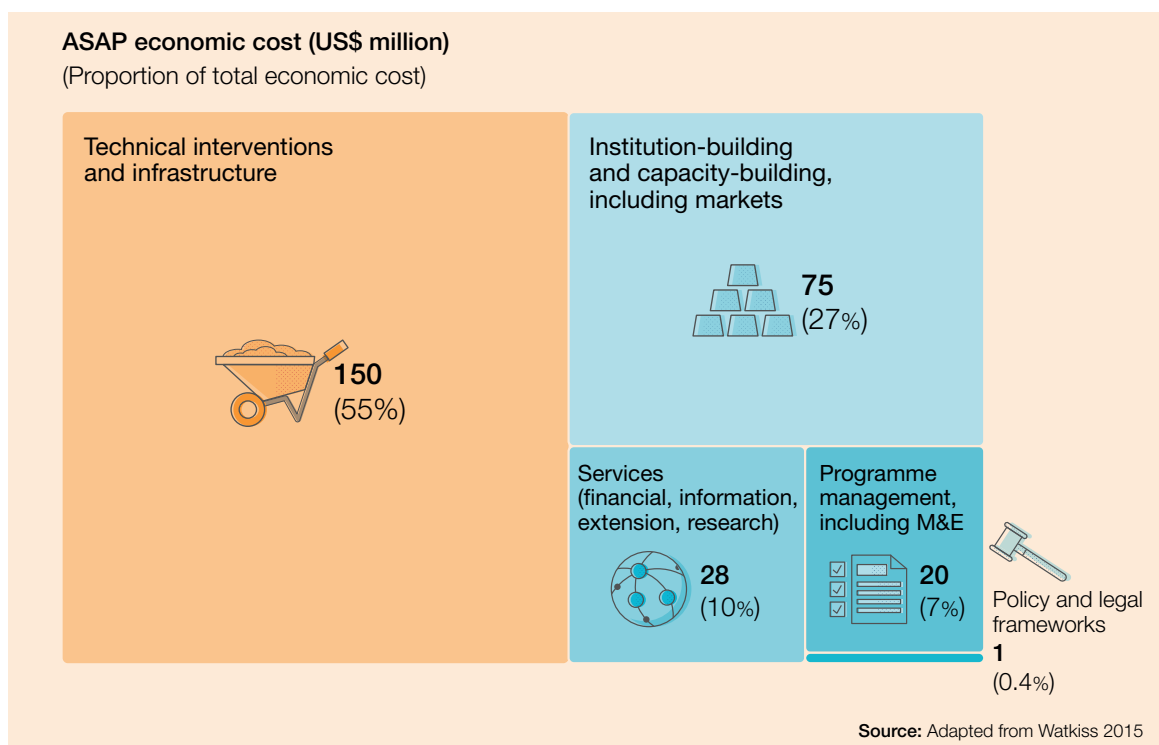 ASAP economic cost (US$ million)
(Proportion of total economic cost)
Technical interventions
and infrastructure
150
(55%)
Institution-building
and capacity-building,
including markets
75
(27%)
Services
(financial, information,
extension, research)
28
(10%)
Programme
management,
including M&E
20
(7%)
Policy and legal
frameworks
1
(0.4%)
Source: Adapted from Watkiss 2015